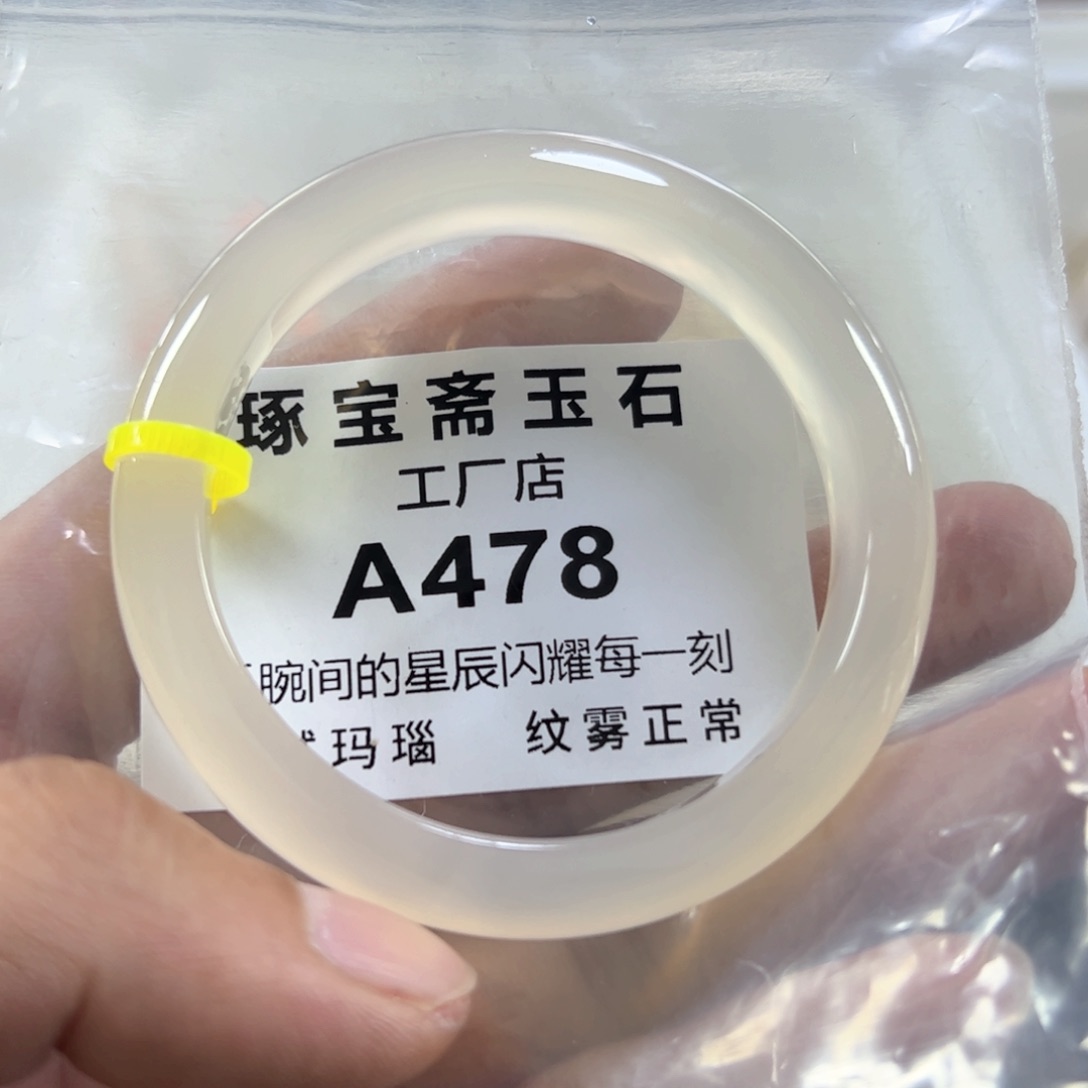 琢宝斋玉石
工厂店
A478
腕间的星辰闪耀每一刻
玛瑙 纹雾正常